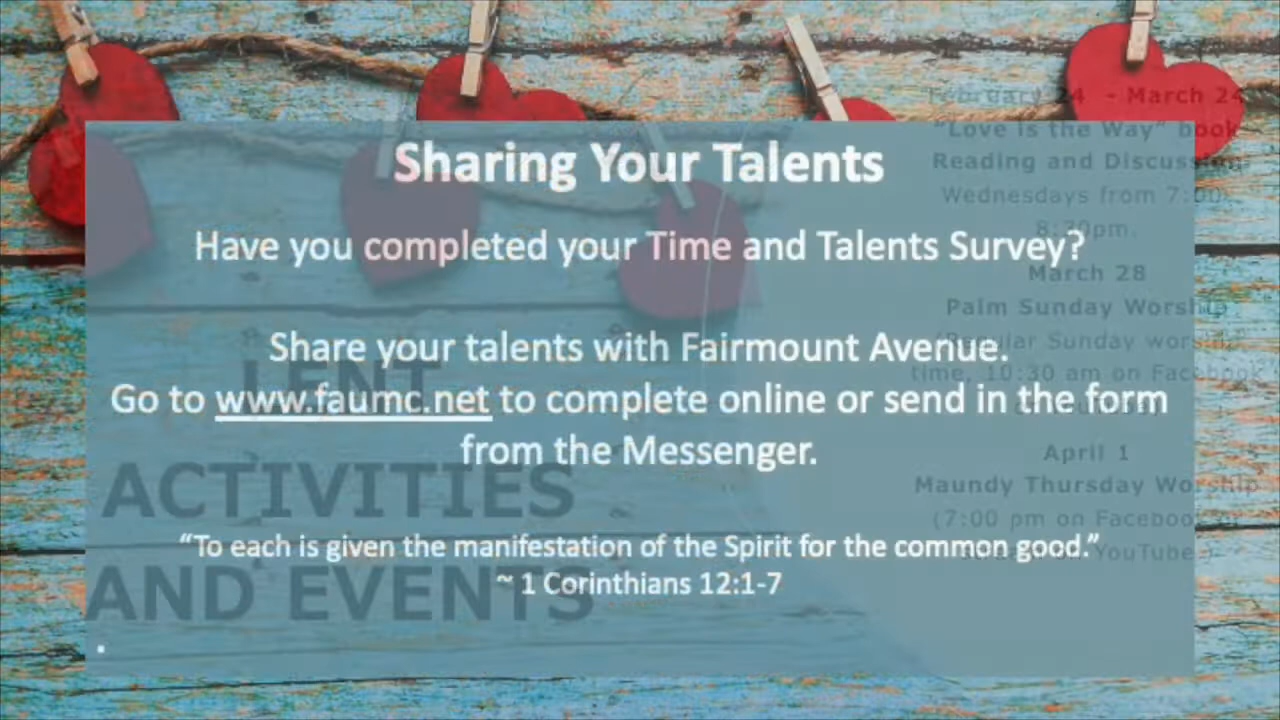 Sharing Your Talents
Have you completed your Time and Talents Survey?
Share your talents with Fairmount Avenue.
Go to www.faumc.net to complete online or send in the form
from the Messenger.
“To each is given the manifestation of the Spirit for the common good.”
~ 1 Corinthians 12:1-7
.
LENT
ACTIVITIES
AND EVENTS
February 24 - March 24
“Love is the Way” book
Reading and Discussion
Wednesdays from 7:00
8:30pm.
March 28
Palm Sunday Worship
(Regular Sunday worship
time, 10:30 am on Facebook
April 1
Maundy Thursday Worship
(7:00 pm on Facebook
YouTube)